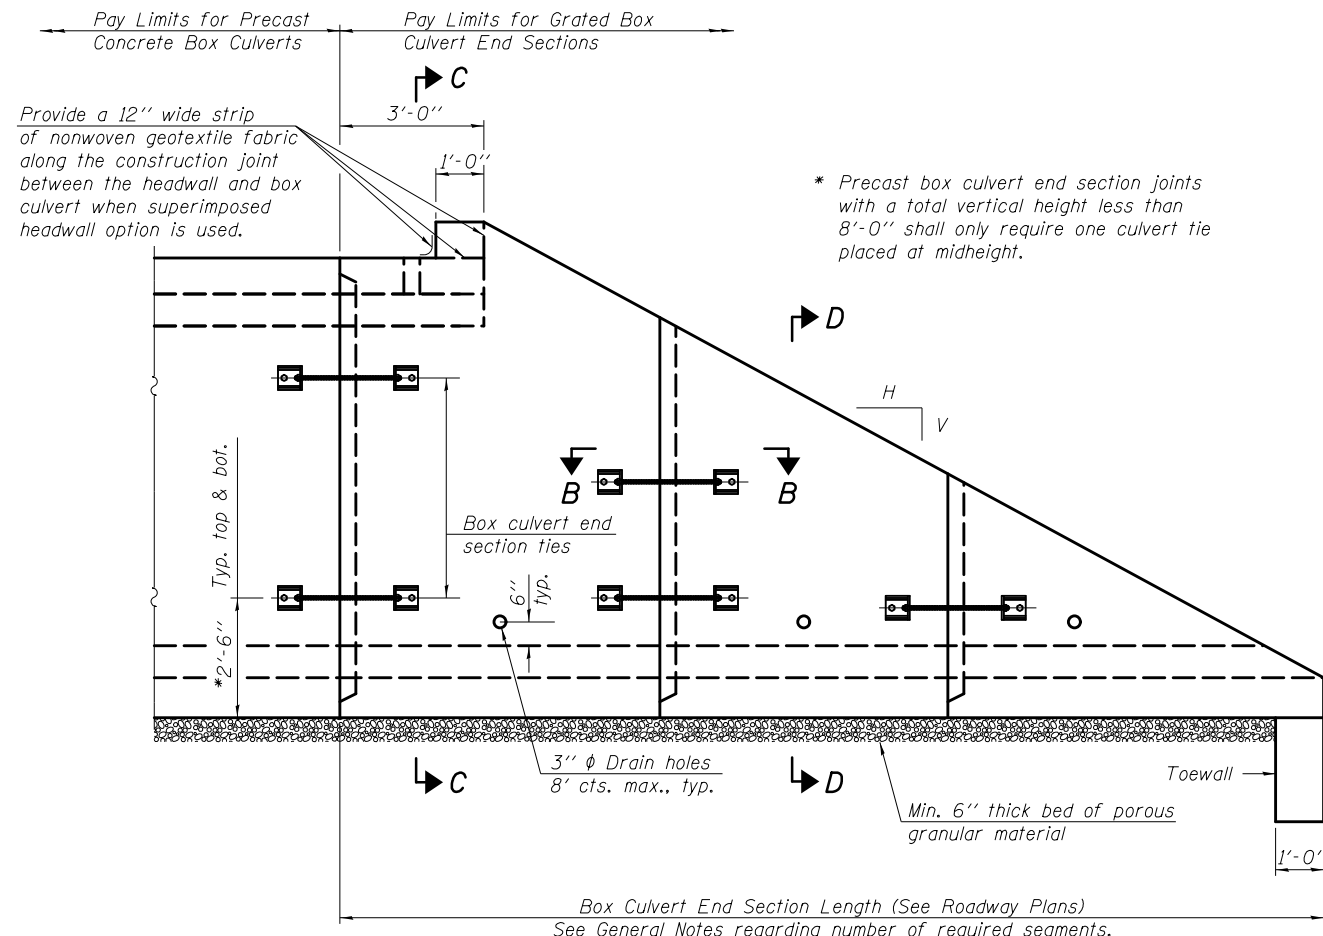 Pay Limits for Precast
Concrete Box Culverts
Pay Limits for Grated Box
Culvert End Sections
C
Provide a 12'' wide strip
of nonwoven geotextile fabric
along the construction joint
between the headwall and box
culvert when superimposed
headwall option is used.
3'-0''
1'-0''
* Precast box culvert end section joints
with a total vertical height less than
8'-0'' shall only require one culvert tie
placed at midheight.
D
H
V
Typ. top & bot.
*2'-6''
B
B
Box culvert end
section ties
6''
typ.
C
3'' ϕ Drain holes
8' cts. max., typ.
D
Toewall
Min. 6'' thick bed of porous
granular material
1'-0'
Box Culvert End Section Length (See Roadway Plans)
See General Notes regarding number of required segments.